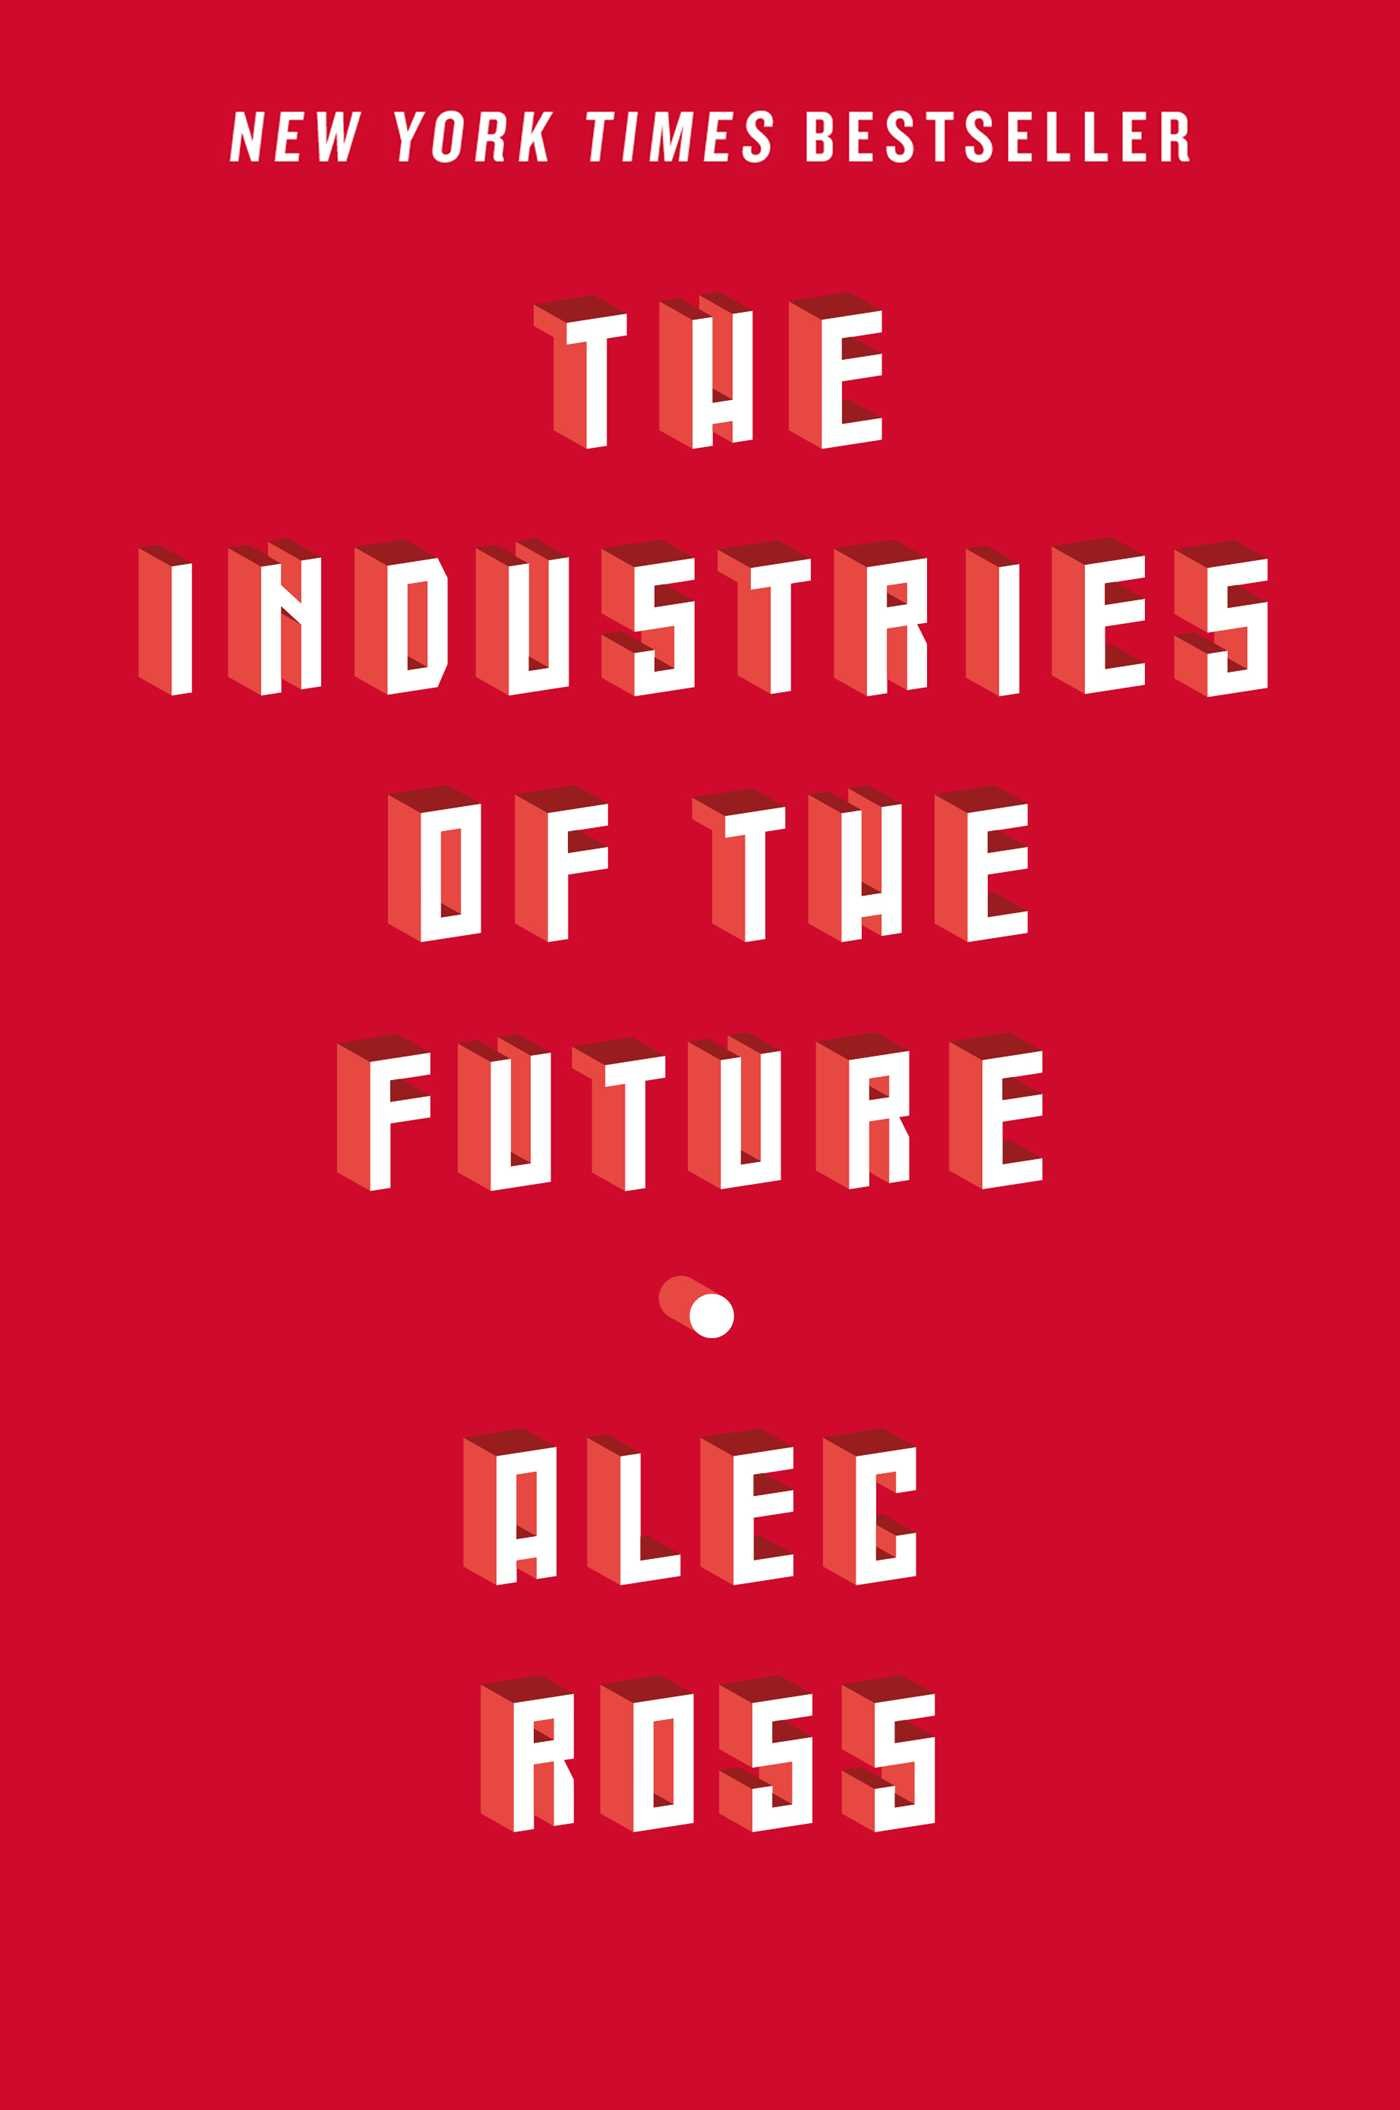 NEW YORK TIMES BESTSELLER
THE
INDUSTRIES
OF THE
FUTURE
ALEC
ROSS